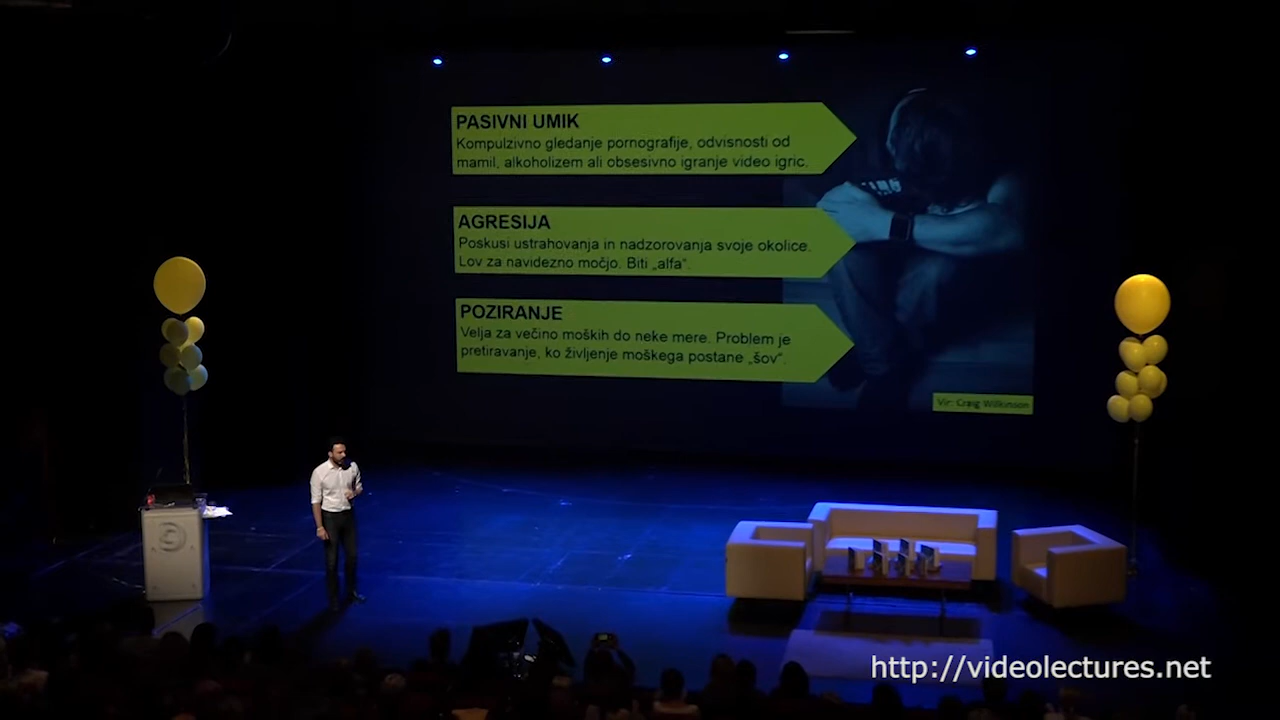 PASIVNI UMIK
Kompulzivno gledanje pornografije, odvisnosti od
mamil, alkoholizem ali obsesivno igranje video igric.
AGRESIJA
Poskusi ustrahovanja in nadzorovanja svoje okolice.
Lov za navidezno močjo. Biti „alfa“.
POZIRANJE
Velja za večino moških do neke mere. Problem je
pretiravanje, ko življenje moškega postane „šov“.
Vir: Craig Wilkinson
http://videolectures.net